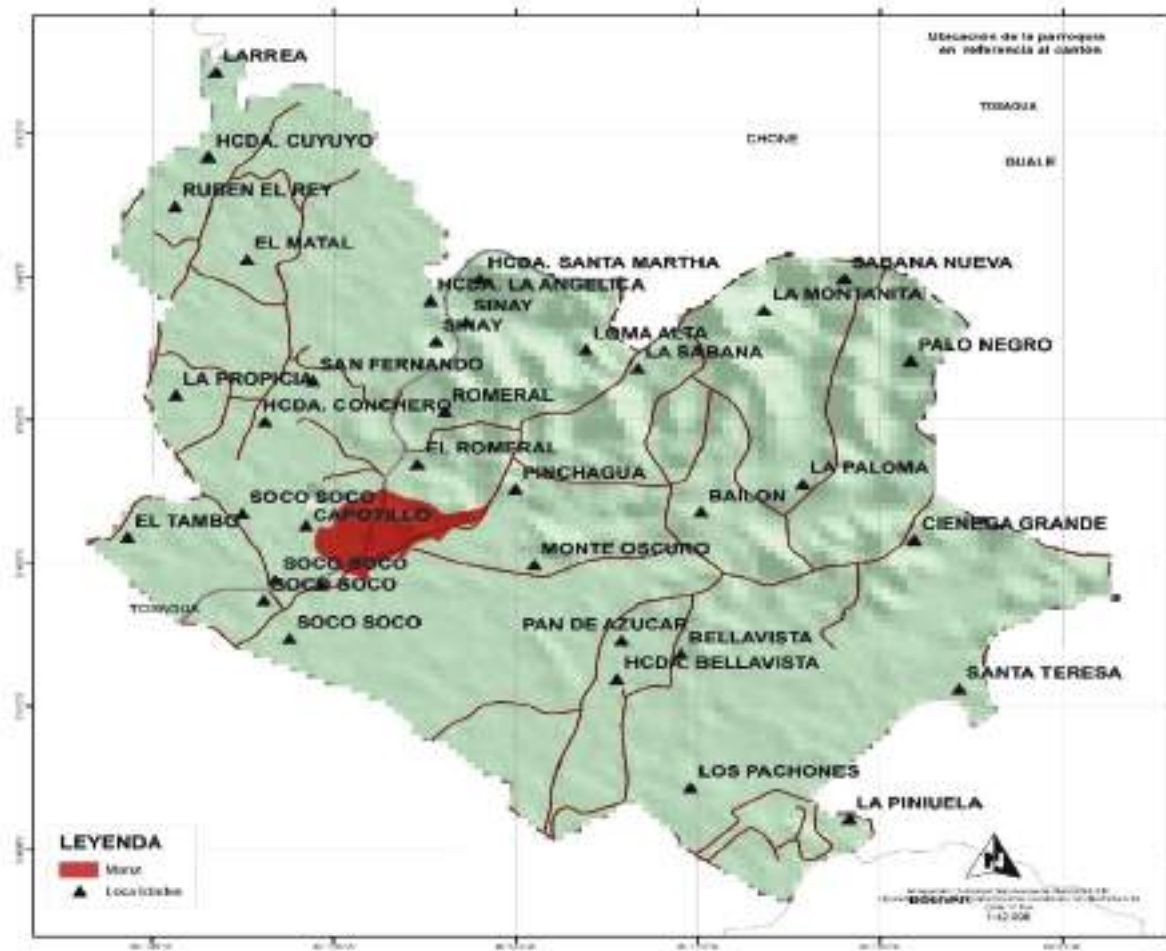 Ubicación de la parroquia
en referencia al cantón
LARREA
TOSAGUA
CHONE
HCDA. CUYUYO
GUALE
RUBEN EL REY
EL MATAL
HCDA. SANTA MARTHA
SABANA NUEVA
HCDA. LA ANGELICA
LA MONTANITA
SINAY
SINAY
LOMA ALTA
PALO NEGRO
LA SABANA
SAN FERNANDO
LA PROPICIA
ROMERAL
HCDA. CONCHERO
EL ROMERAL
LA PALOMA
PINCHAGUA
SOCO SOCO
BAILON
CAPOTILLO
EL TAMBO
CIENEGA GRANDE
MONTE OSCURO
SOCO SOCO
SOCO SOCO
TOSAGUA
SOCO SOCO
PAN DE AZUCAR
BELLAVISTA
HCDA. BELLAVISTA
SANTA TERESA
LOS PACHONES
LA PINIUELA
LEYENDA
Localidades
N